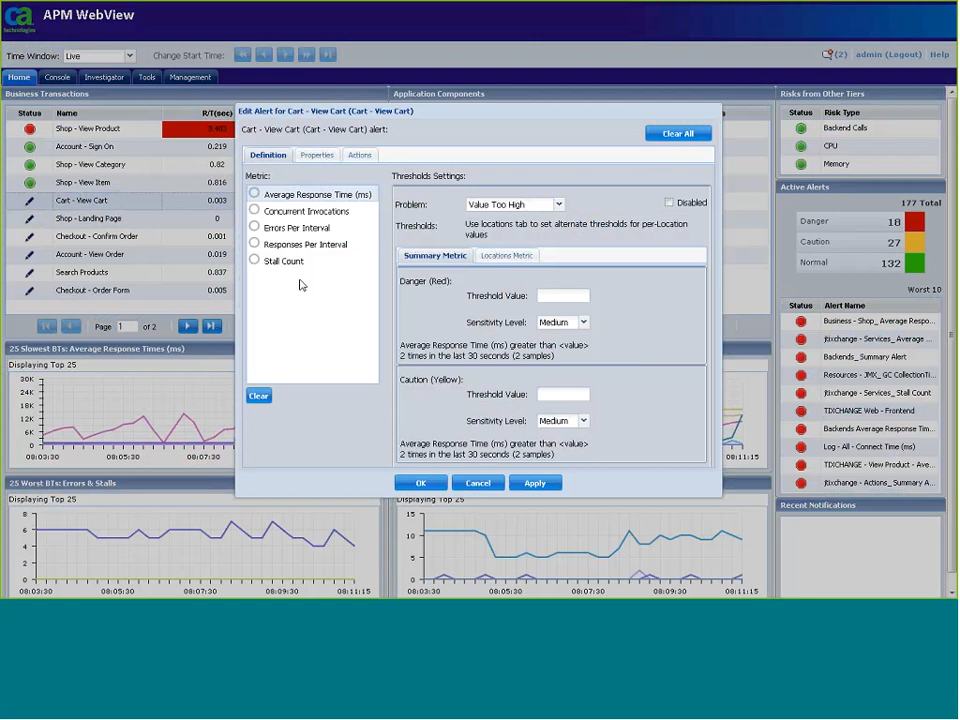 ca
technologies
APM WebView
Time Window: Live
Change Start Time:
(2) admin (Logout) Help
Home Console Investigator Tools Management
Business Transactions
Status Name R/T(sec)
Shop - View Product 3.403
Account - Sign On 0.219
Shop - View Category 0.82
Shop - View Item 0.816
Cart - View Cart 0.003
Shop - Landing Page 0
Checkout - Confirm Order 0.001
Account - View Order 0.019
Search Products 0.837
Checkout - Order Form 0.005
Page 1 of 2
Application Components
Edit Alert for Cart - View Cart (Cart - View Cart)
Cart - View Cart (Cart - View Cart) alert:
Clear All
Definition Properties Actions
Metric:
Average Response Time (ms)
Concurrent Invocations
Errors Per Interval
Responses Per Interval
Stall Count
Clear
Thresholds Settings:
Problem: Value Too High
Disabled
Thresholds: Use locations tab to set alternate thresholds for per-Location
values
Summary Metric Locations Metric
Danger (Red):
Threshold Value:
Sensitivity Level: Medium
Average Response Time (ms) greater than <value>
2 times in the last 30 seconds (2 samples)
Caution (Yellow):
Threshold Value:
Sensitivity Level: Medium
Average Response Time (ms) greater than <value>
2 times in the last 30 seconds (2 samples)
OK Cancel Apply
Risks from Other Tiers
Status Risk Type
Backend Calls
CPU
Memory
Active Alerts
177 Total
Danger 18
Caution 27
Normal 132
Worst 10
Status Alert Name
Business - Shop_ Average Respo...
jtixchange - Services_ Average ...
Backends_ Summary Alert
Resources - JMX_ GC CollectionTi...
jtixchange - Services_ Stall Count
TIXCHANGE Web - Frontend
Backends Average Response Tim...
Log - All - Connect Time (ms)
TIXCHANGE - View Product - Ave...
jtixchange - Actions_ Summary A...
Recent Notifications
25 Slowest BTs: Average Response Times (ms)
Displaying Top 25
30K
24K
18K
12K
6K
0
08:03:30 08:05:30 08:07:30
08:11:15
25 Worst BTs: Errors & Stalls
Displaying Top 25
8
6
4
2
0
08:03:30 08:05:30 08:07:30 08:09:30 08:11:15
Displaying Top 25
15
10
5
0
08:03:30 08:05:30 08:07:30 08:09:30 08:11:15